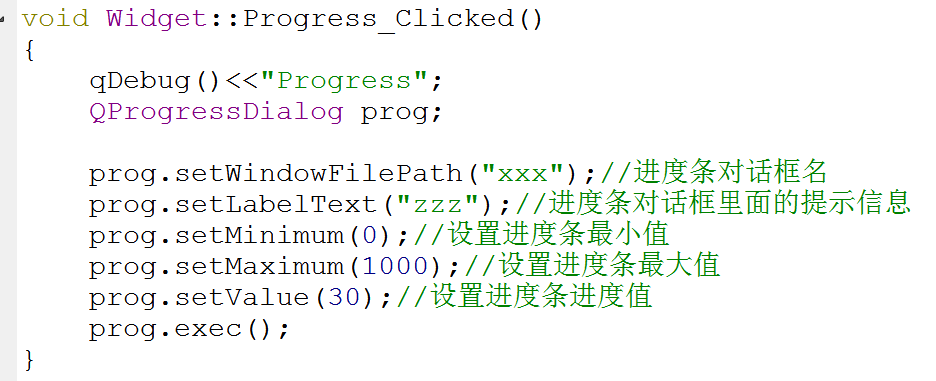 void Widget::Progress_Clicked()
{
    qDebug()<<"Progress";
    QProgressDialog prog;

    prog.setWindowFilePath("xxx");//进度条对话框名
    prog.setLabelText("zzz");//进度条对话框里面的提示信息
    prog.setMinimum(0);//设置进度条最小值
    prog.setMaximum(1000);//设置进度条最大值
    prog.setValue(30);//设置进度条进度值
    prog.exec();
}